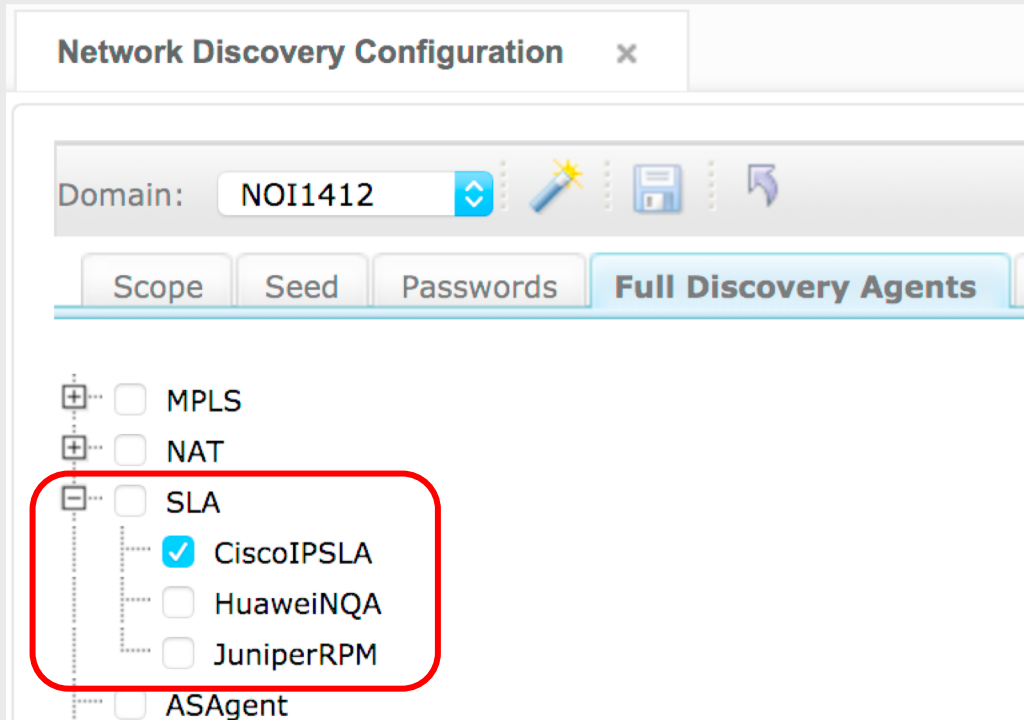 Network Discovery Configuration
Domain: NOI1412
Scope Seed Passwords Full Discovery Agents
MPLS
NAT
SLA
CiscoIPSLA
HuaweiNQA
JuniperRPM
ASAgent